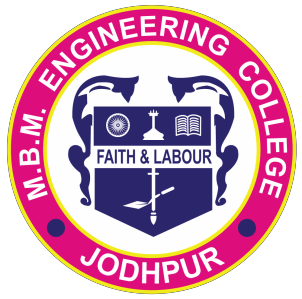 M.B.M. ENGINEERING COLLEGE
FAITH & LABOUR
JODHPUR